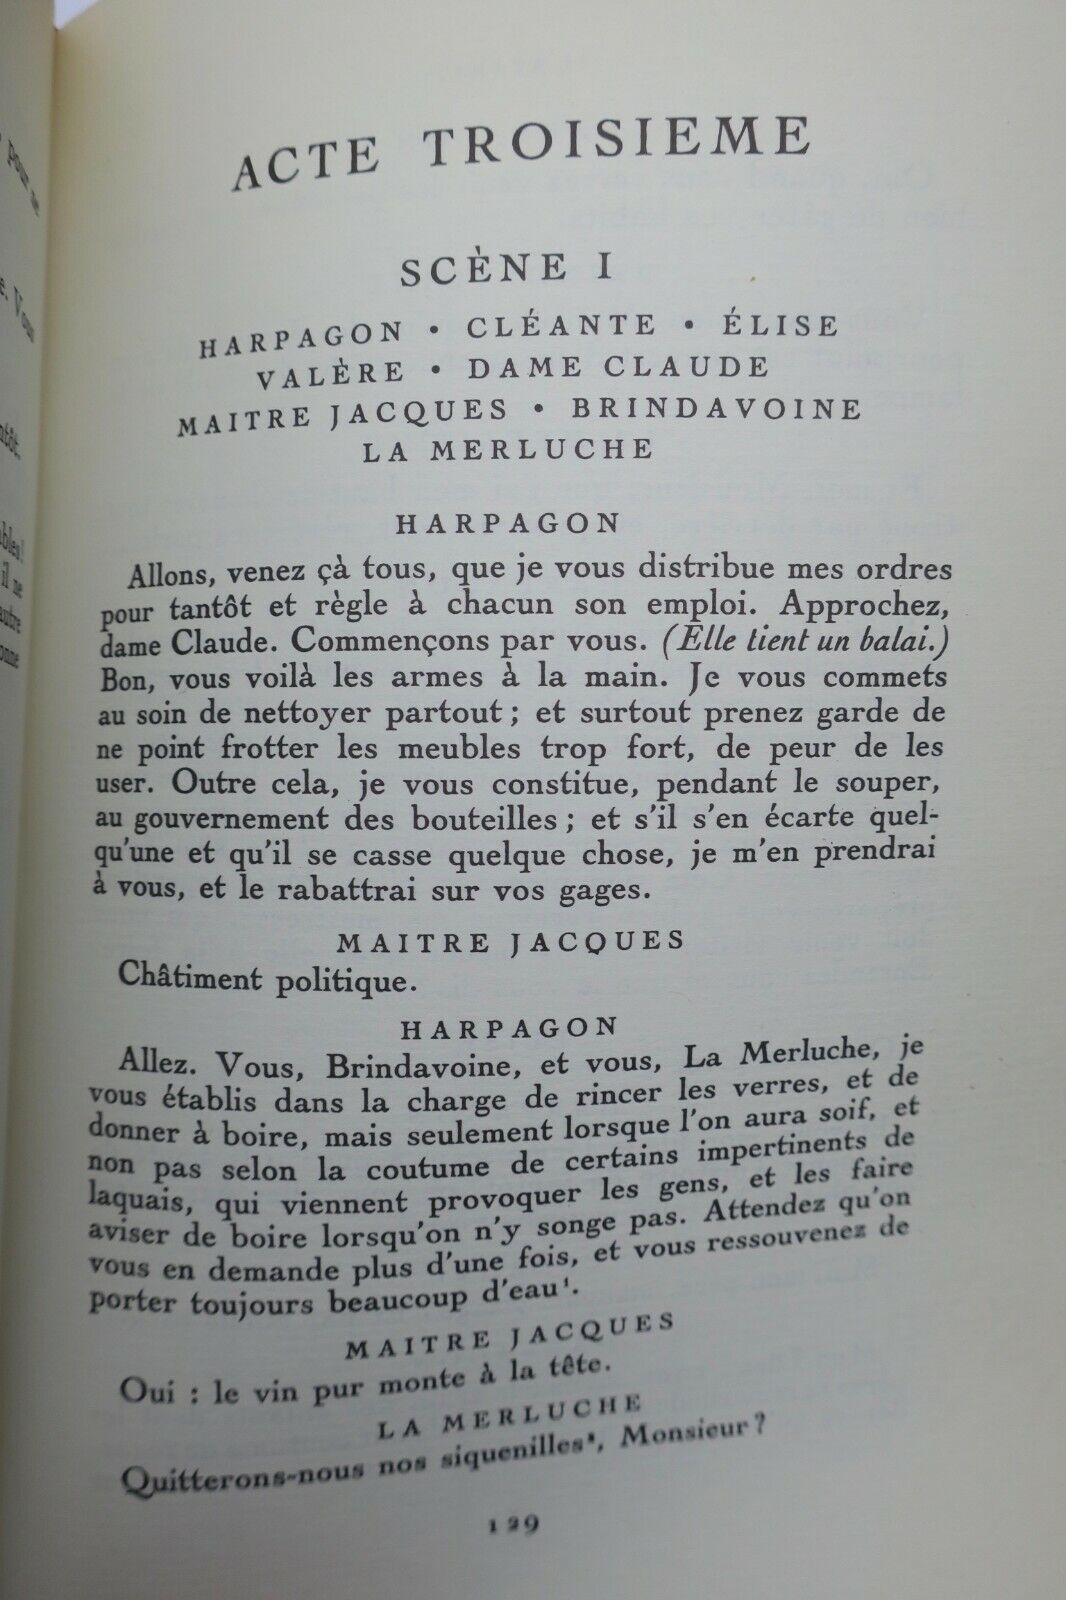 ACTE TROISIEME
SCÈNE I
HARPAGON • CLÉANTE • ÉLISE
VALÈRE • DAME CLAUDE
MAITRE JACQUES • BRINDAVOINE
LA MERLUCHE
HARPAGON
Allons, venez çà tous, que je vous distribue mes ordres
pour tantôt et règle à chacun son emploi. Approchez,
dame Claude. Commençons par vous. (Elle tient un balai.)
Bon, vous voilà les armes à la main. Je vous commets
au soin de nettoyer partout ; et surtout prenez garde de
ne point frotter les meubles trop fort, de peur de les
user. Outre cela, je vous constitue, pendant le souper,
au gouvernement des bouteilles ; et s'il s'en écarte quel-
qu'une et qu'il se casse quelque chose, je m'en prendrai
à vous, et le rabattrai sur vos gages.
MAITRE JACQUES
Châtiment politique.
HARPAGON
Allez. Vous, Brindavoine, et vous, La Merluche, je
vous établis dans la charge de rincer les verres, et de
donner à boire, mais seulement lorsque l'on aura soif, et
non pas selon la coutume de certains impertinents de
laquais, qui viennent provoquer les gens, et les faire
aviser de boire lorsqu'on n'y songe pas. Attendez qu'on
vous en demande plus d'une fois, et vous ressouvenez de
porter toujours beaucoup d'eau¹.
MAITRE JACQUES
Oui : le vin pur monte à la tête.
LA MERLUCHE
Quitterons-nous nos siquenilles², Monsieur ?
129